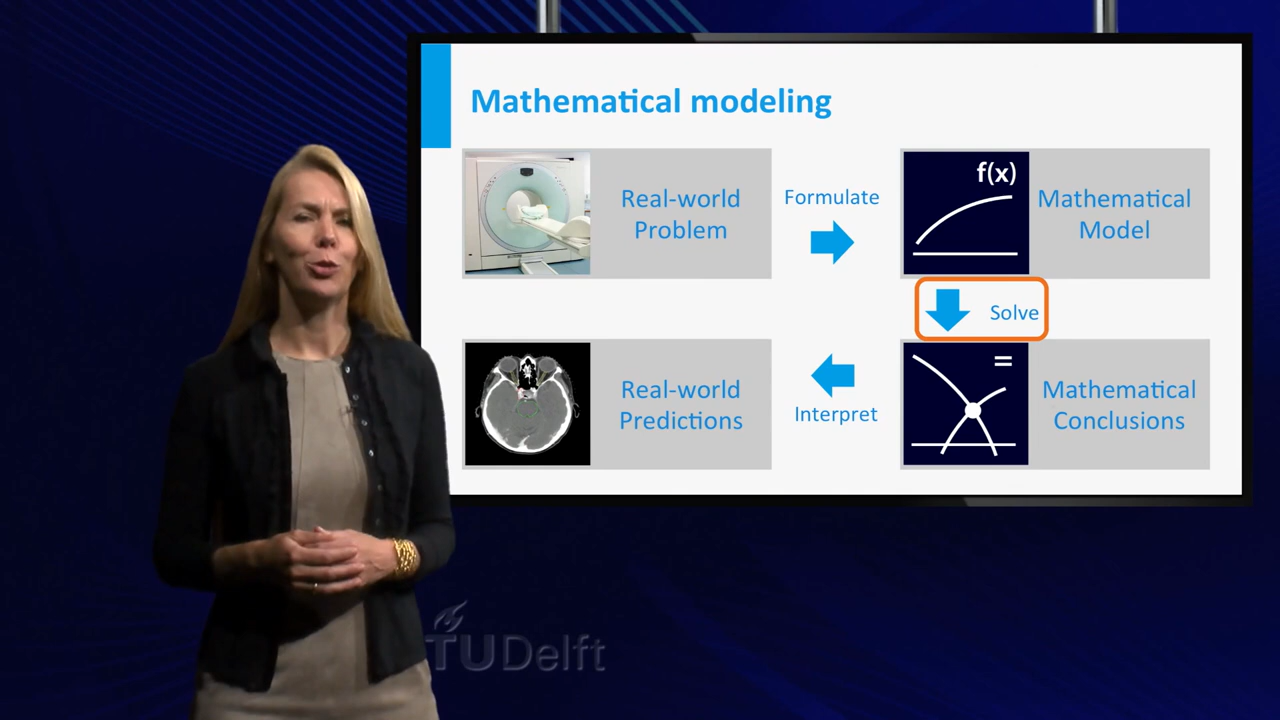 Mathematical modeling
Real-world
Problem
Formulate
f(x)
Mathematical
Model
Solve
Real-world
Predictions
Interpret
=
Mathematical
Conclusions
TUDelft